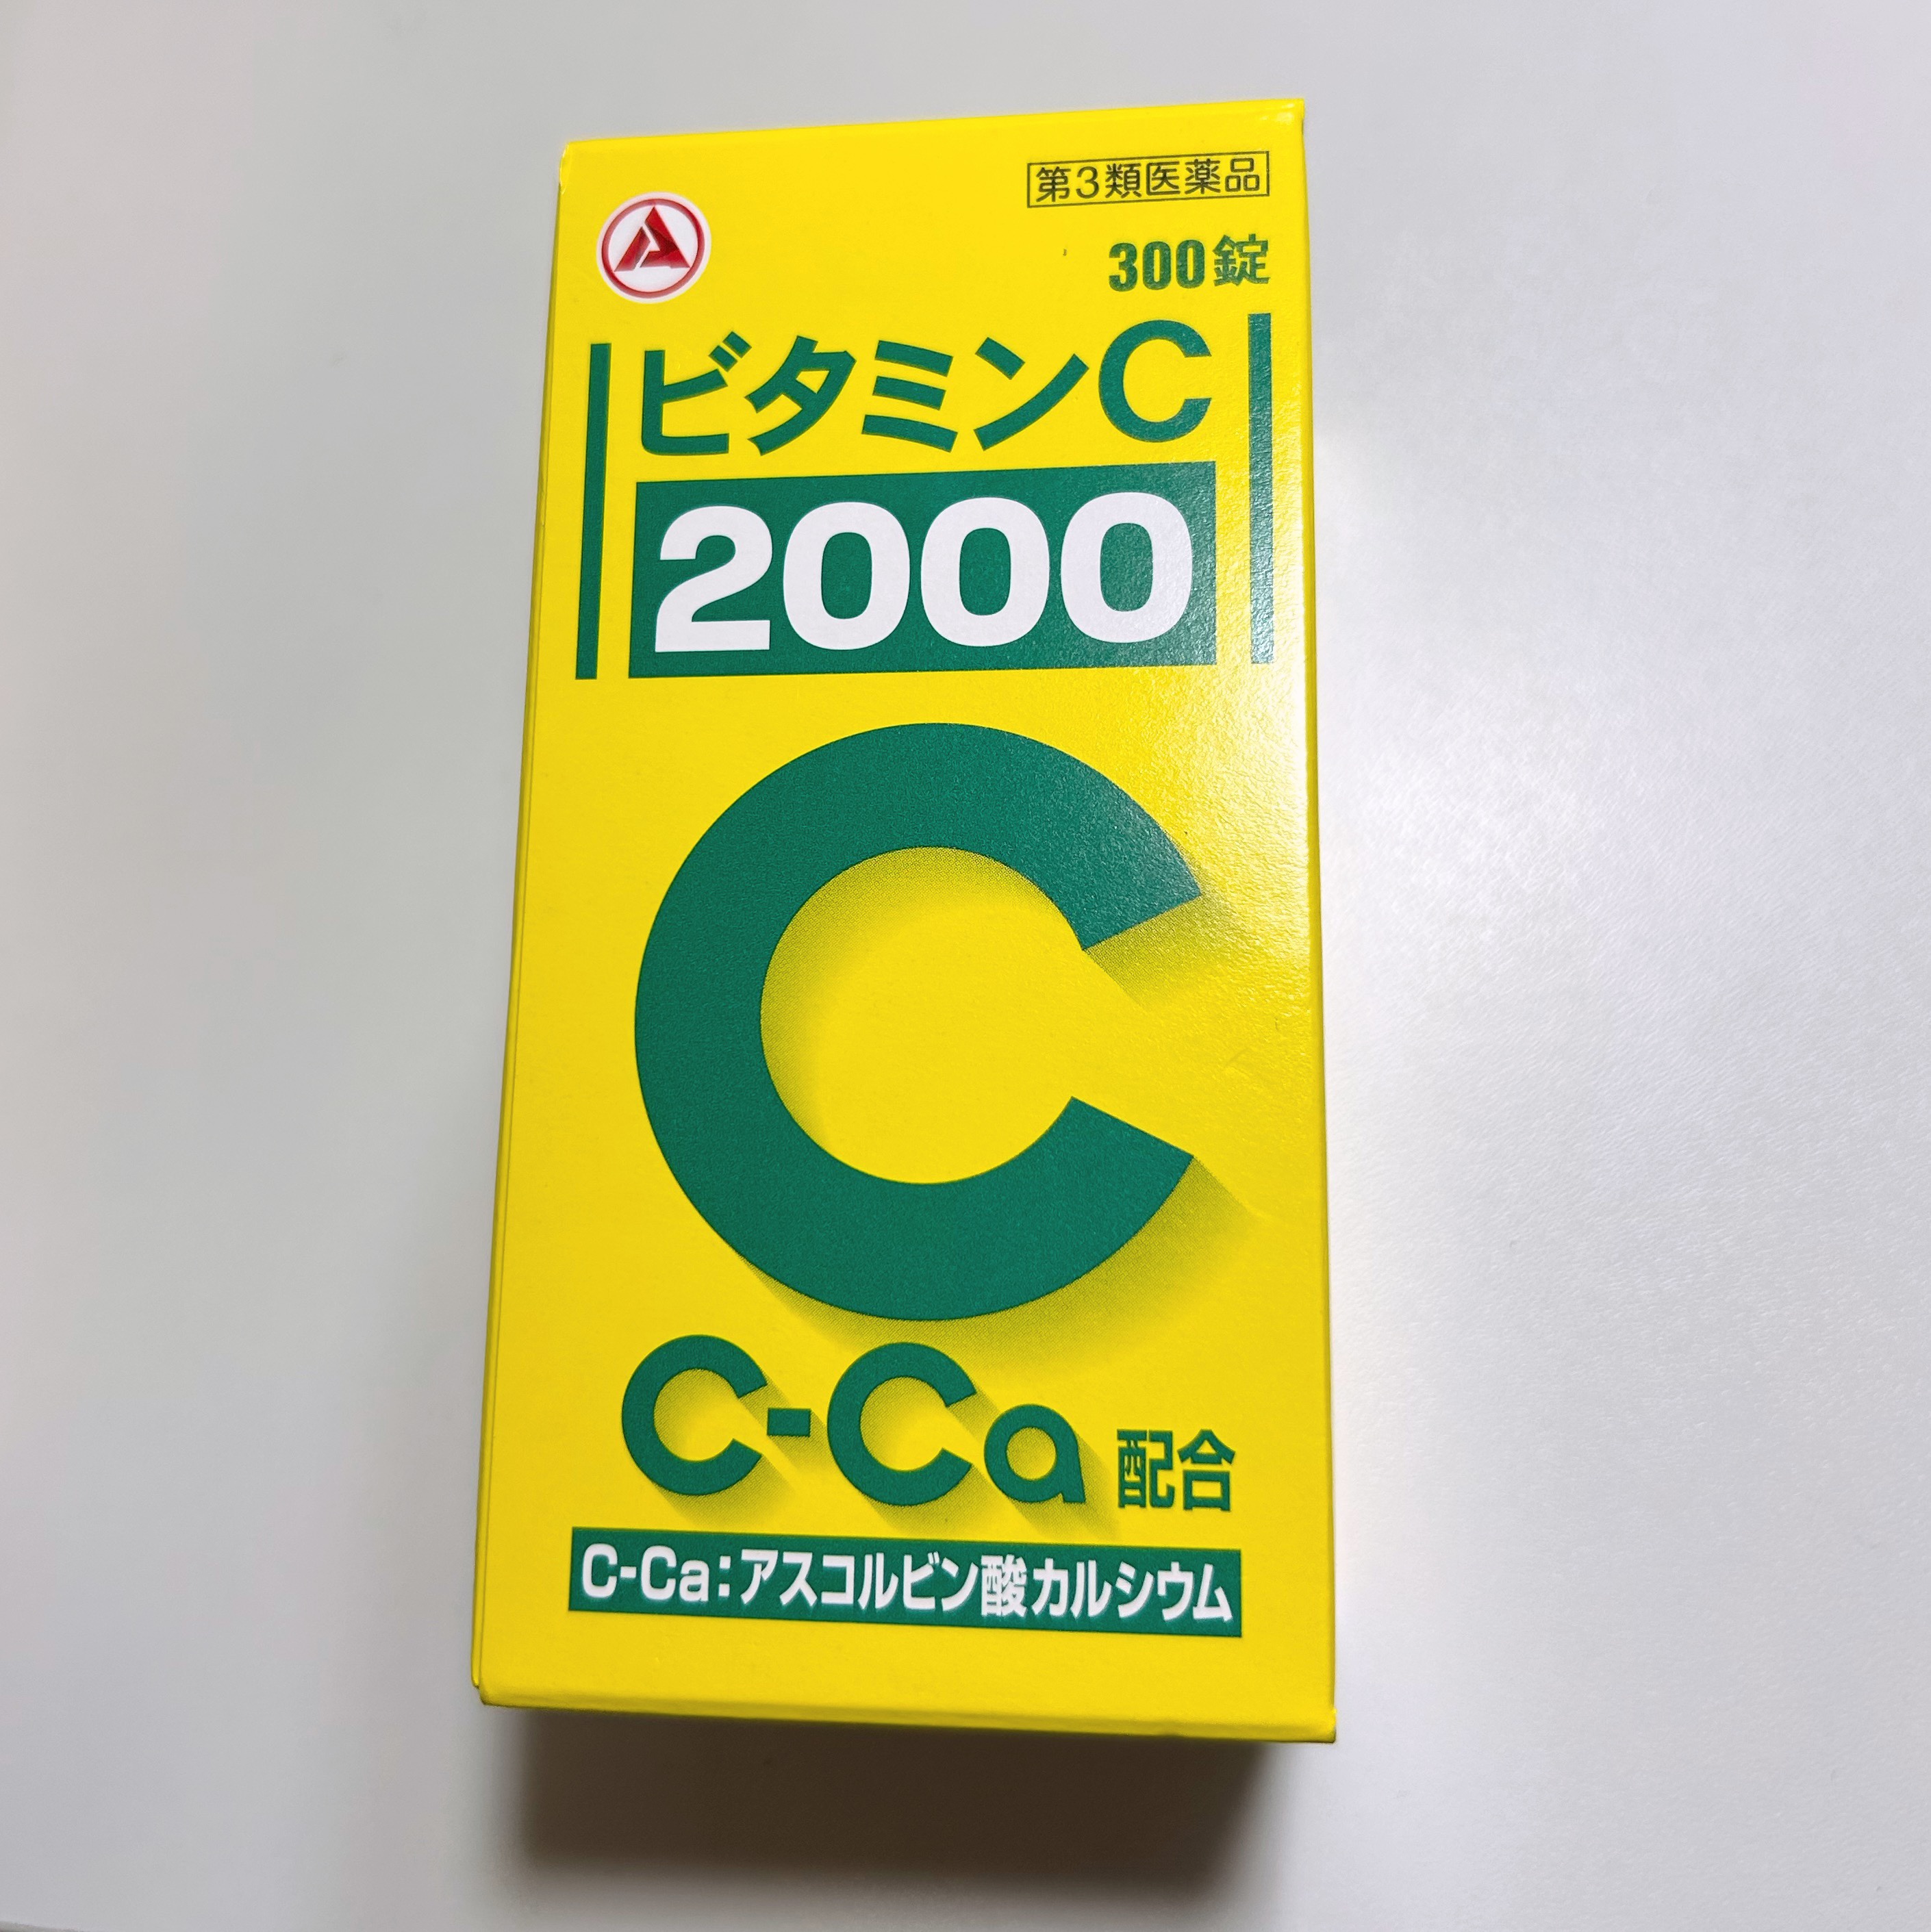 第3類医薬品
300錠
ビタミンC
2000
C
C-Ca 配合
C-Ca:アスコルビン酸カルシウム